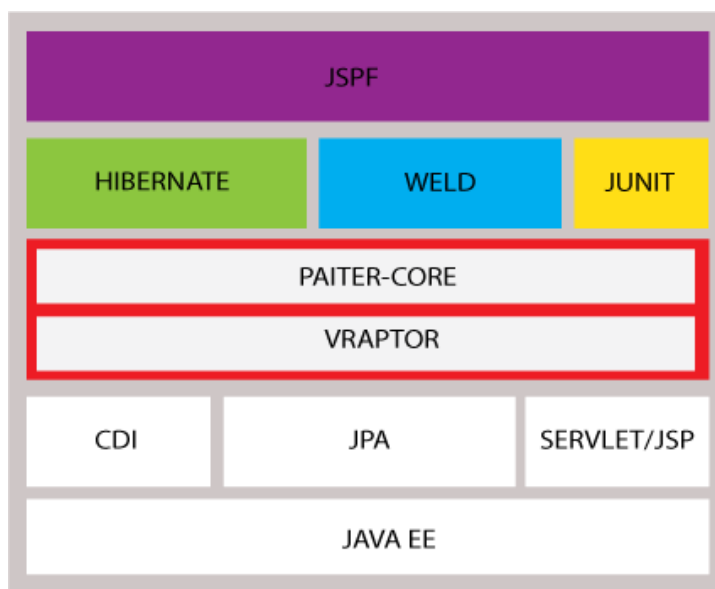 JSPF
HIBERNATE WELD JUNIT
PAITER-CORE
VRAPTOR
CDI JPA SERVLET/JSP
JAVA EE